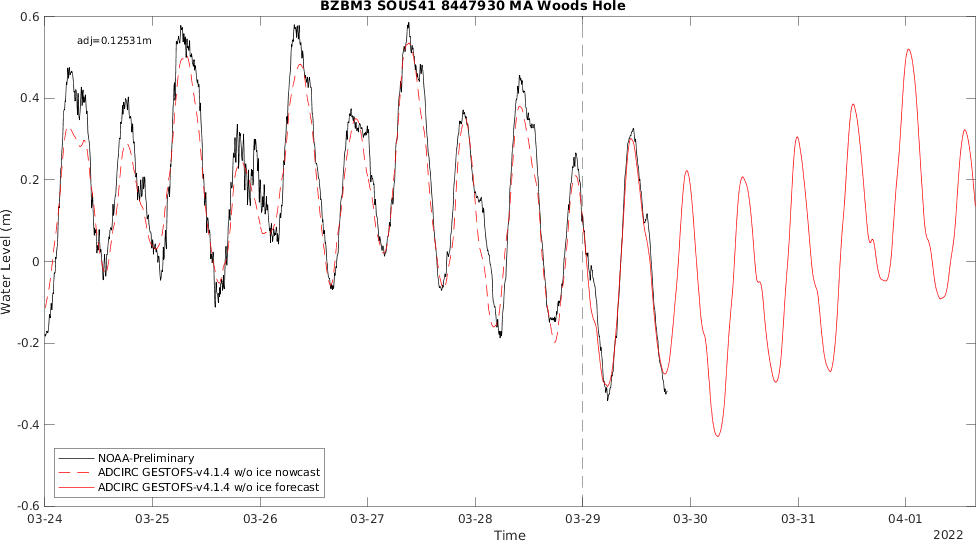 BZBM3 SOUS41 8447930 MA Woods Hole
adj=0.12531m
Water Level (m)
0.6
0.4
0.2
0
-0.2
-0.4
-0.6
NOAA-Preliminary
ADCIRC GESTOFS-v4.1.4 w/o ice nowcast
ADCIRC GESTOFS-v4.1.4 w/o ice forecast
03-24 03-25 03-26 03-27 03-28 03-29 03-30 03-31 04-01
Time
2022